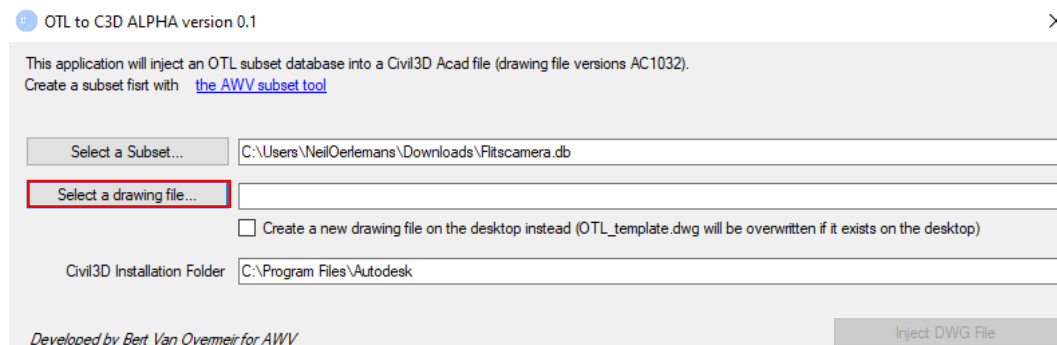 OTL to C3D ALPHA version 0.1
This application will inject an OTL subset database into a Civil3D Acad file (drawing file versions AC1032).
Create a subset fisrt with the AWV subset tool
Select a Subset... C:\Users\NeilOerlemans\Downloads\Flitscamera.db
Select a drawing file...
Create a new drawing file on the desktop instead (OTL_template.dwg will be overwritten if it exists on the desktop)
Civil3D Installation Folder C:\Program Files\Autodesk
Developed by Bert Van Overmeir for AWV
Inject DWG File